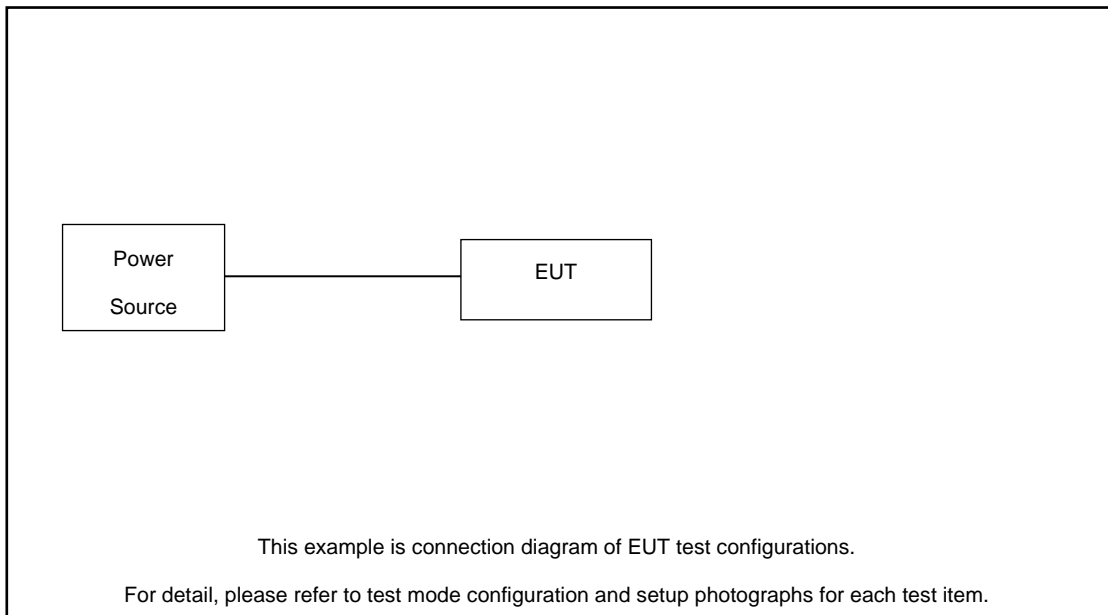 Power
Source
EUT
This example is connection diagram of EUT test configurations.
For detail, please refer to test mode configuration and setup photographs for each test item.